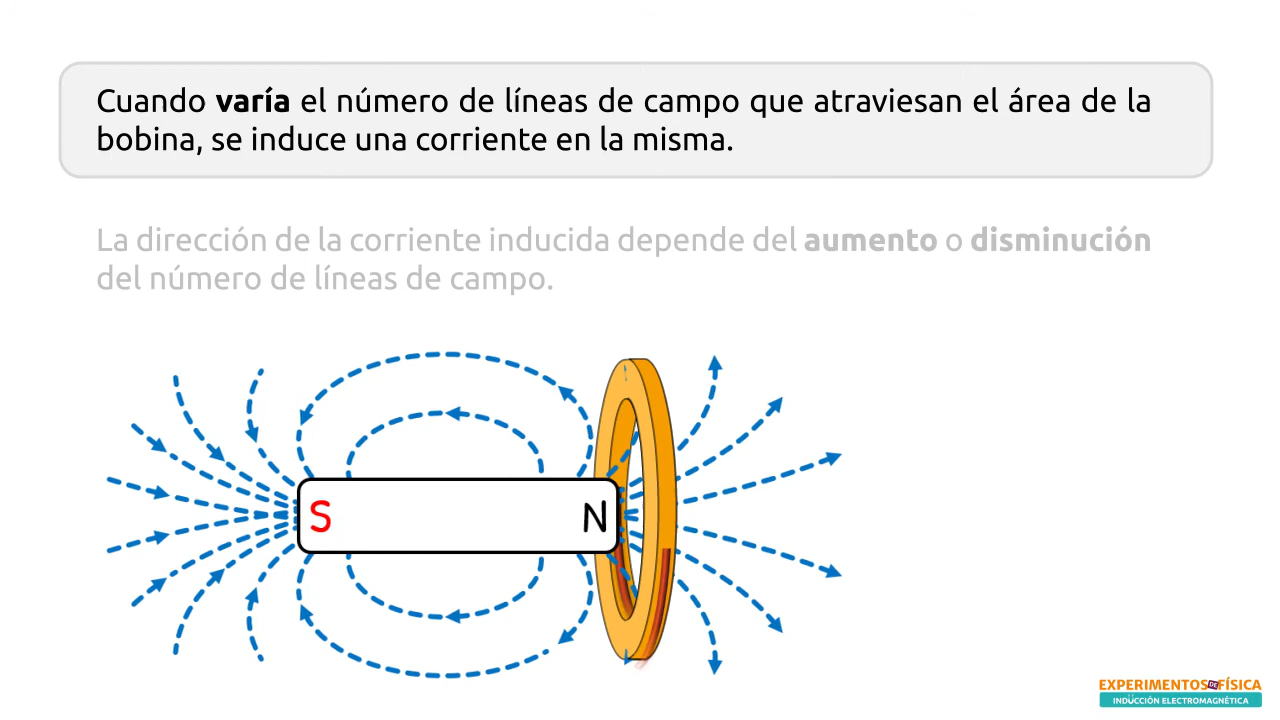 Cuando varía el número de líneas de campo que atraviesan el área de la
bobina, se induce una corriente en la misma.
La dirección de la corriente inducida depende del aumento o disminución
del número de líneas de campo.
S N
EXPERIMENTOS DE FÍSICA
INDUCCIÓN ELECTROMAGNÉTICA